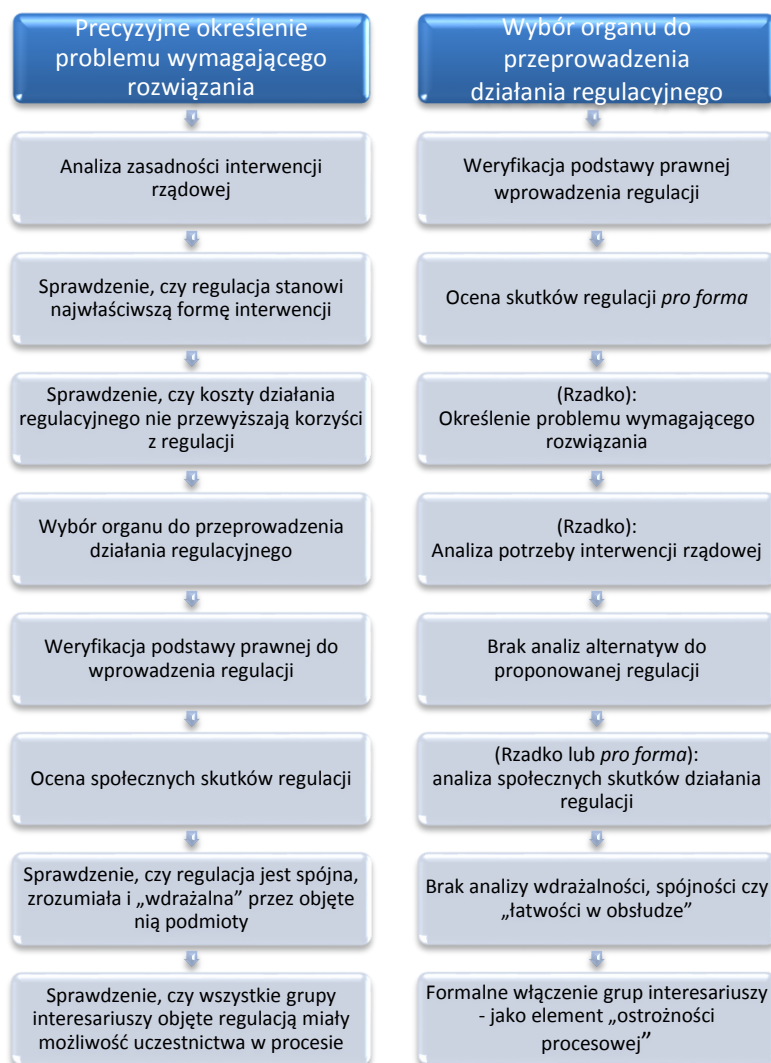 Precyzyjne określenie
problemu wymagającego
rozwiązania
Analiza zasadności interwencji
rządowej
Sprawdzenie, czy regulacja stanowi
najwłaściwszą formę interwencji
Sprawdzenie, czy koszty działania
regulacyjnego nie przewyższają korzyści
z regulacji
Wybór organu do przeprowadzenia
działania regulacyjnego
Weryfikacja podstawy prawnej do
wprowadzenia regulacji
Ocena społecznych skutków regulacji
Sprawdzenie, czy regulacja jest spójna,
zrozumiała i „wdrażalna” przez objęte
nią podmioty
Sprawdzenie, czy wszystkie grupy
interesariuszy objęte regulacją miały
możliwość uczestnictwa w procesie
Wybór organu do
przeprowadzenia
działania regulacyjnego
Weryfikacja podstawy prawnej
wprowadzenia regulacji
Ocena skutków regulacji pro forma
(Rzadko):
Określenie problemu wymagającego
rozwiązania
(Rzadko):
Analiza potrzeby interwencji rządowej
Brak analiz alternatyw do
proponowanej regulacji
(Rzadko lub pro forma):
analiza społecznych skutków działania
regulacji
Brak analizy wdrażalności, spójności czy
„łatwości w obsłudze”
Formalne włączenie grup interesariuszy
- jako element „ostrożności
procesowej”